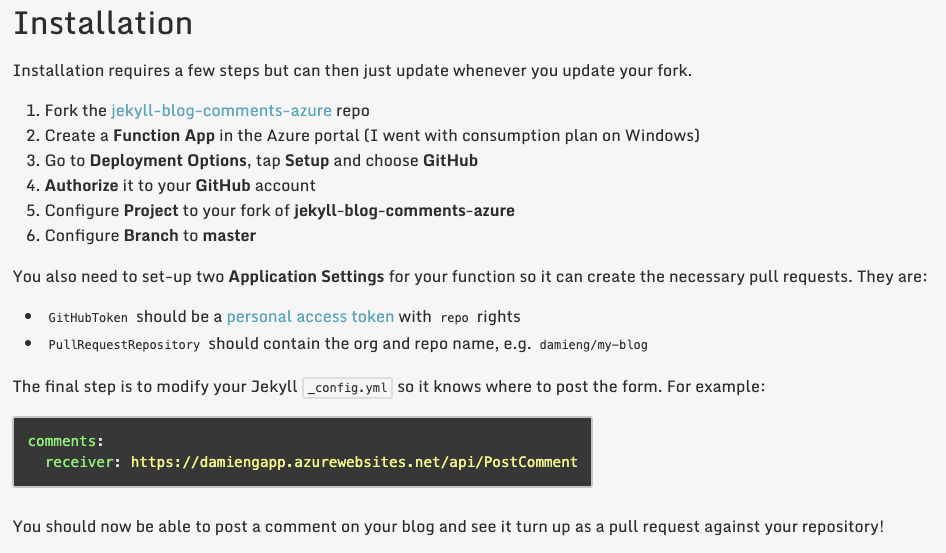 Installation
Installation requires a few steps but can then just update whenever you update your fork.
1. Fork the jekyll-blog-comments-azure repo
2. Create a Function App in the Azure portal (I went with consumption plan on Windows)
3. Go to Deployment Options, tap Setup and choose GitHub
4. Authorize it to your GitHub account
5. Configure Project to your fork of jekyll-blog-comments-azure
6. Configure Branch to master
You also need to set-up two Application Settings for your function so it can create the necessary pull requests. They are:
• GitHubToken should be a personal access token with repo rights
• PullRequestRepository should contain the org and repo name, e.g. damieng/my-blog
The final step is to modify your Jekyll _config.yml so it knows where to post the form. For example:
comments:
  receiver: https://damiengapp.azurewebsites.net/api/PostComment
You should now be able to post a comment on your blog and see it turn up as a pull request against your repository!